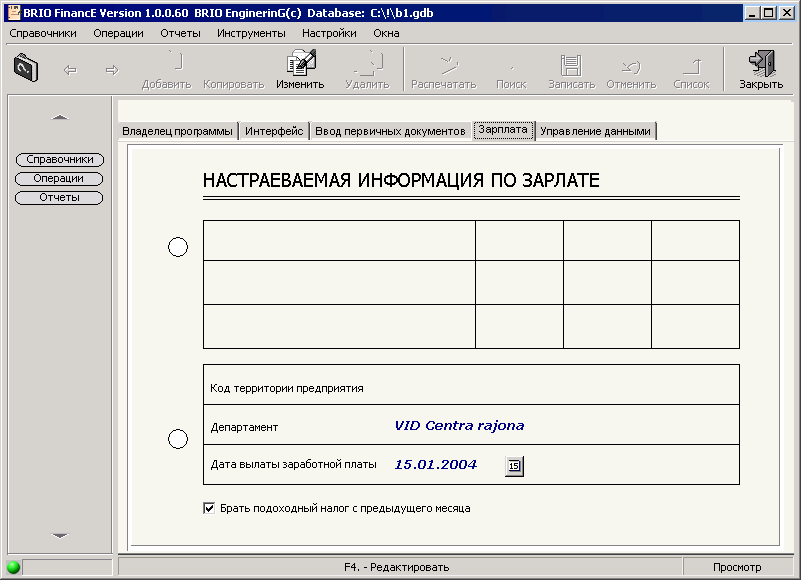 BRIO FinancE Version 1.0.0.60 BRIO EnginerinG(c) Database: C:\!\b1.gdb
Справочники Операции Отчеты Инструменты Настройки Окна
Добавить Копировать Изменить Удалить Распечатать Поиск Записать Отменить Список Закрыть
Владелец программы Интерфейс Ввод первичных документов Зарплата Управление данными
Справочники
Операции
Отчеты
НАСТРАЕВАЕМАЯ ИНФОРМАЦИЯ ПО ЗАРЛАТЕ
Код территории предприятия
Департамент VID Centra rajona
Дата вылаты заработной платы 15.01.2004 15
Брать подоходный налог с предыдущего месяца
F4. - Редактировать Просмотр